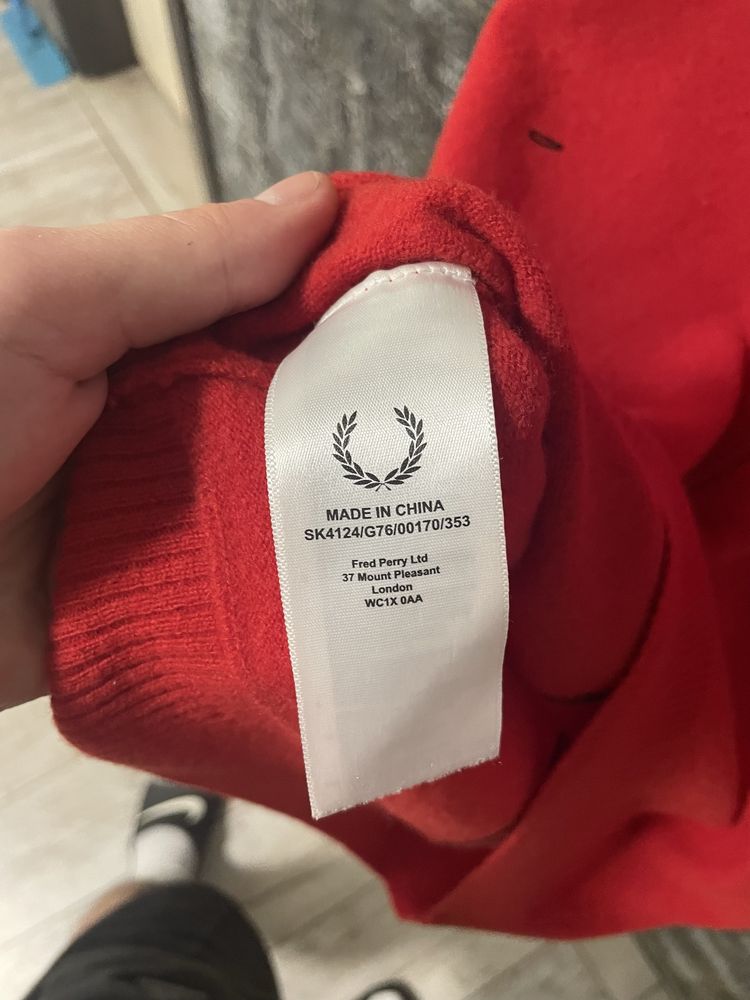 MADE IN CHINA
SK4124/G76/00170/353
Fred Perry Ltd
37 Mount Pleasant
London
WC1X 0AA